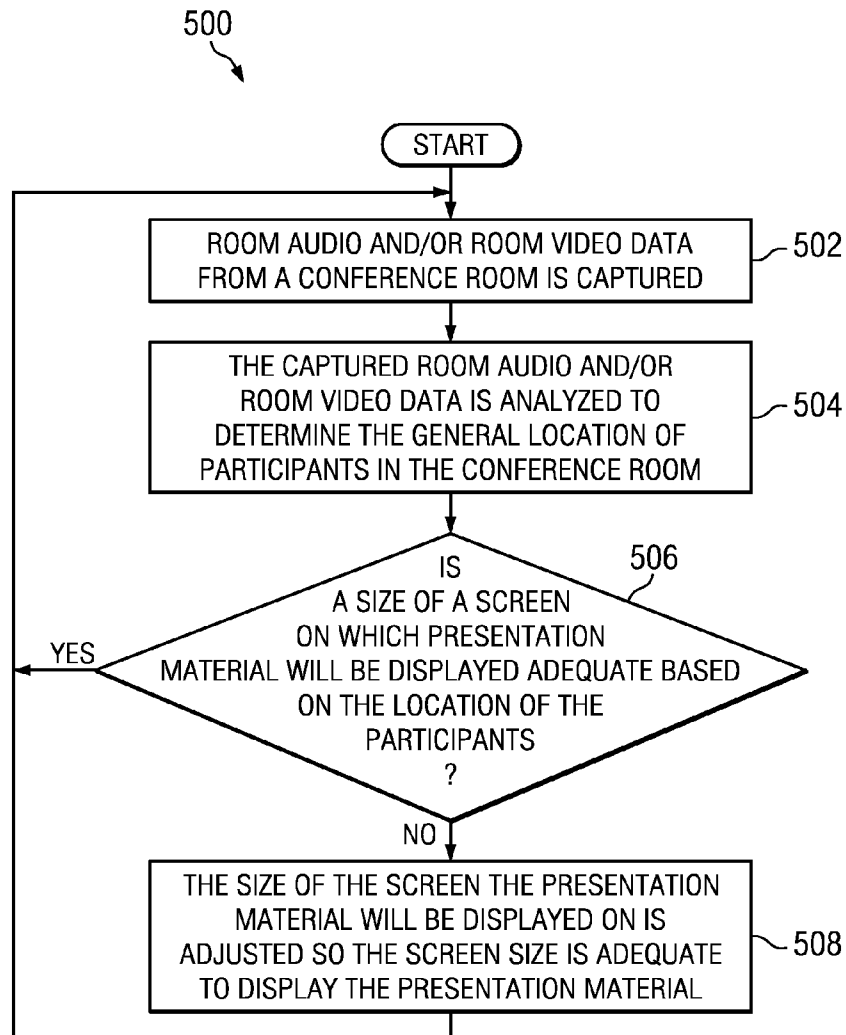 500
START
ROOM AUDIO AND/OR ROOM VIDEO DATA
FROM A CONFERENCE ROOM IS CAPTURED
502
THE CAPTURED ROOM AUDIO AND/OR
ROOM VIDEO DATA IS ANALYZED TO
DETERMINE THE GENERAL LOCATION OF
PARTICIPANTS IN THE CONFERENCE ROOM
504
506
IS
A SIZE OF A SCREEN
ON WHICH PRESENTATION
MATERIAL WILL BE DISPLAYED ADEQUATE BASED
ON THE LOCATION OF THE
PARTICIPANTS
?
YES
NO
THE SIZE OF THE SCREEN THE PRESENTATION
MATERIAL WILL BE DISPLAYED ON IS
ADJUSTED SO THE SCREEN SIZE IS ADEQUATE
TO DISPLAY THE PRESENTATION MATERIAL
508